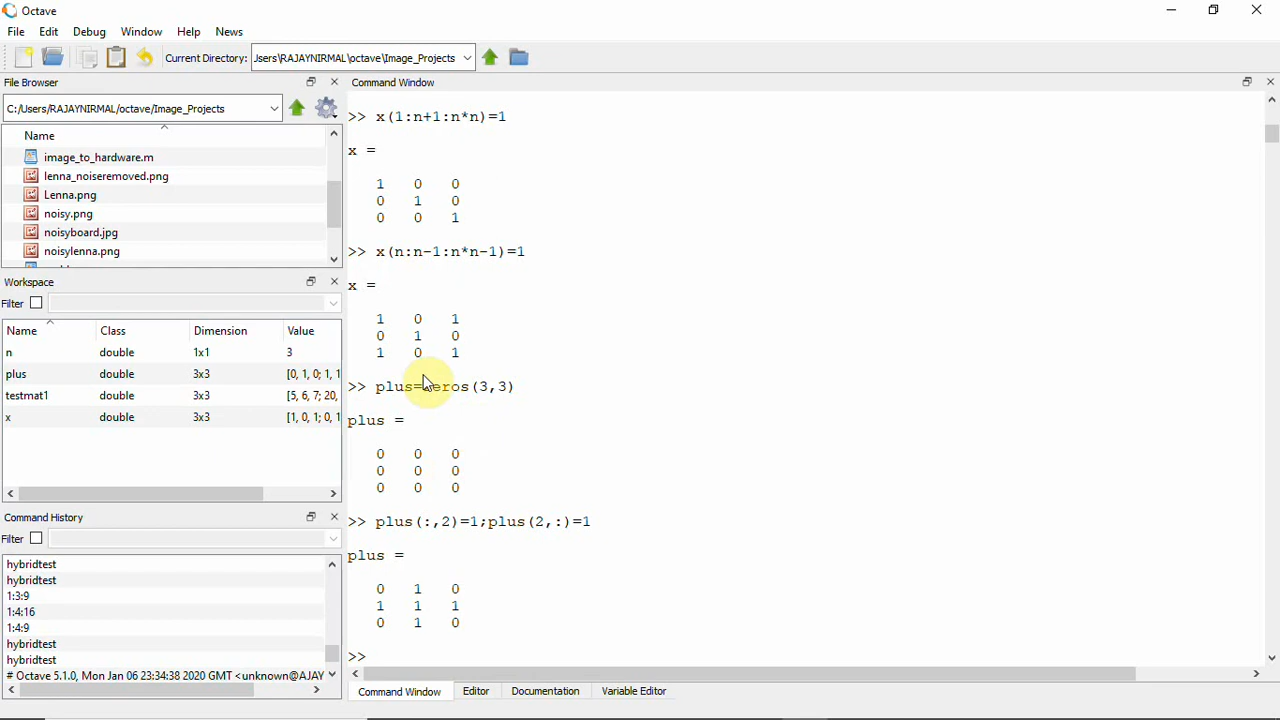 Octave
File Edit Debug Window Help News
Current Directory: Jsers\RAJAYNIRMAL\octave\Image_Projects
File Browser
C:/Users/RAJAYNIRMAL/octave/Image_Projects
Name
image_to_hardware.m
lenna_noiseremoved.png
Lenna.png
noisy.png
noisyboard.jpg
noisylenna.png
Workspace
Filter
Name Class Dimension Value
n double 1x1 3
plus double 3x3 [0, 1, 0; 1, 1
testmat1 double 3x3 [5, 6, 7; 20,
x double 3x3 [1, 0, 1; 0, 1
Command History
Filter
hybridtest
hybridtest
1:3:9
1:4:16
1:4:9
hybridtest
hybridtest
# Octave 5.1.0, Mon Jan 06 23:34:38 2020 GMT <unknown@AJAY
Command Window
>> x(1:n+1:n*n)=1
x =
1 0 0
0 1 0
0 0 1
>> x(n:n-1:n*n-1)=1
x =
1 0 1
0 1 0
1 0 1
>> plus=zeros(3,3)
plus =
0 0 0
0 0 0
0 0 0
>> plus(:,2)=1;plus(2,:)=1
plus =
0 1 0
1 1 1
0 1 0
>>
Command Window Editor Documentation Variable Editor